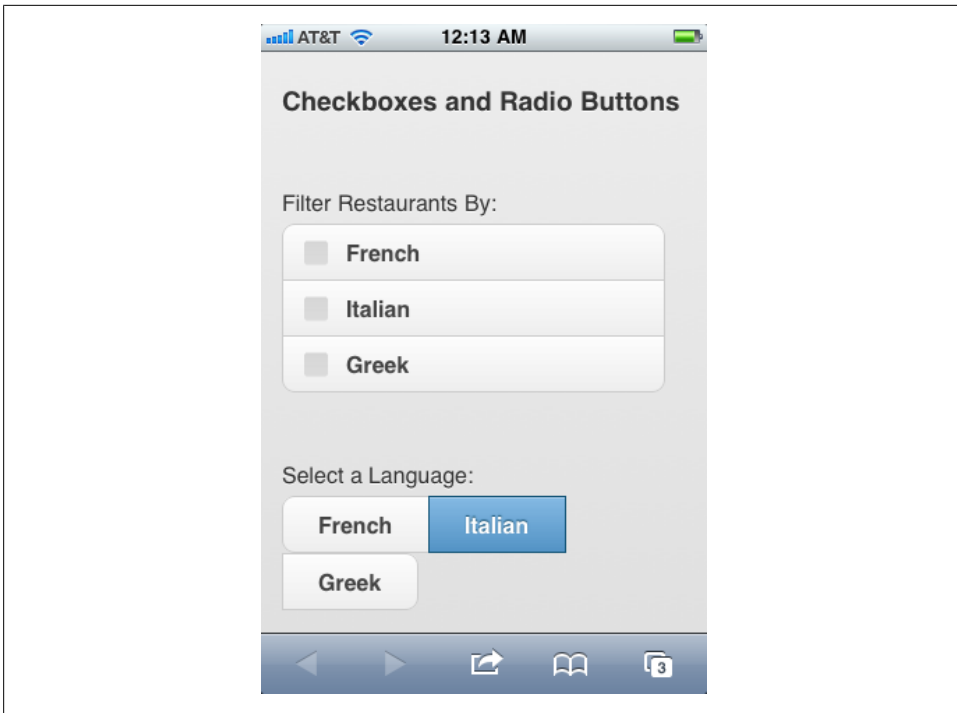 AT&T 12:13 AM
Checkboxes and Radio Buttons
Filter Restaurants By:
French
Italian
Greek
Select a Language:
French Italian
Greek
3